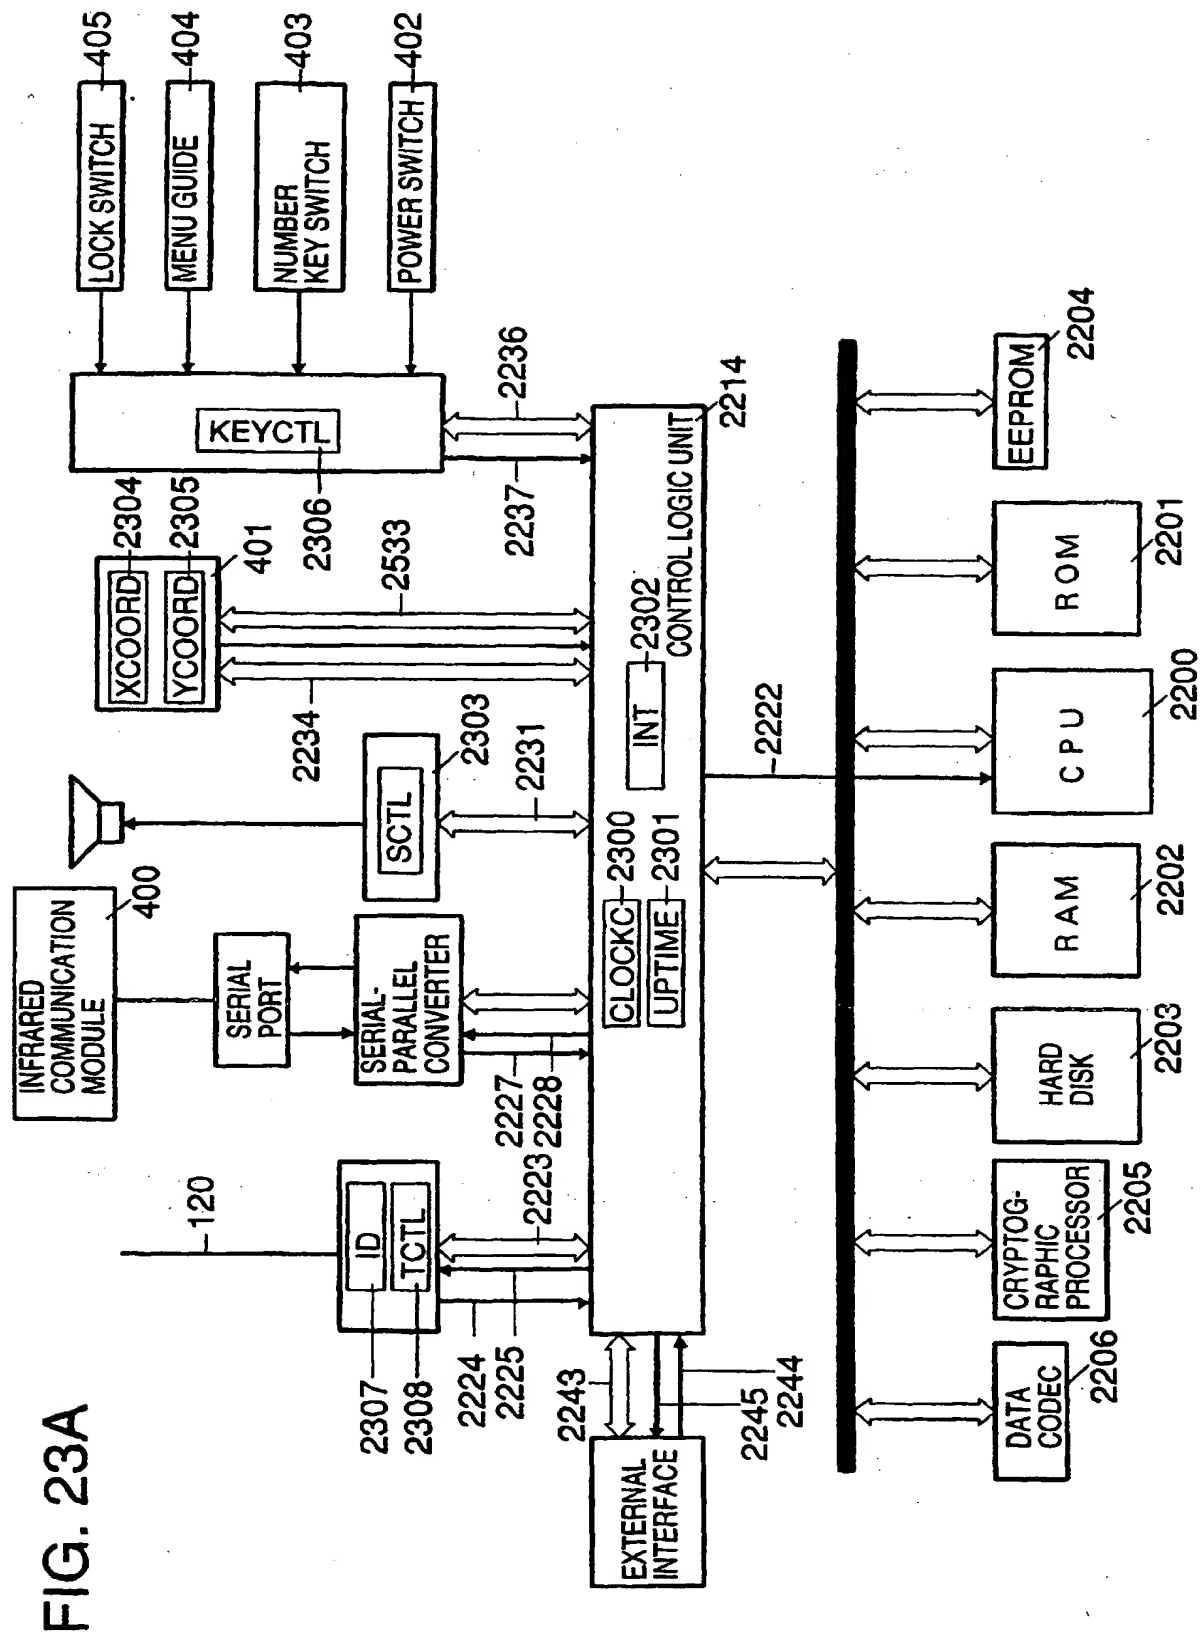 FIG. 23A
120
ID
TCTL
2307
2308
2224
2225
2223
INFRARED
COMMUNICATION
MODULE
400
SERIAL
PORT
SERIAL-
PARALLEL
CONVERTER
2227
2228
SCTL
2303
2231
XCOORD
YCOORD
2304
2305
401
2234
2533
KEYCTL
2306
2237
2236
LOCK SWITCH
405
MENU GUIDE
404
NUMBER
KEY SWITCH
403
POWER SWITCH
402
EXTERNAL
INTERFACE
2243
2245
2244
CLOCKC
2300
UPTIME
2301
INT
2302
CONTROL LOGIC UNIT
2214
2222
DATA
CODEC
2206
CRYPTOG-
RAPHIC
PROCESSOR
2205
HARD
DISK
2203
RAM
2202
CPU
2200
ROM
2201
EEPROM
2204